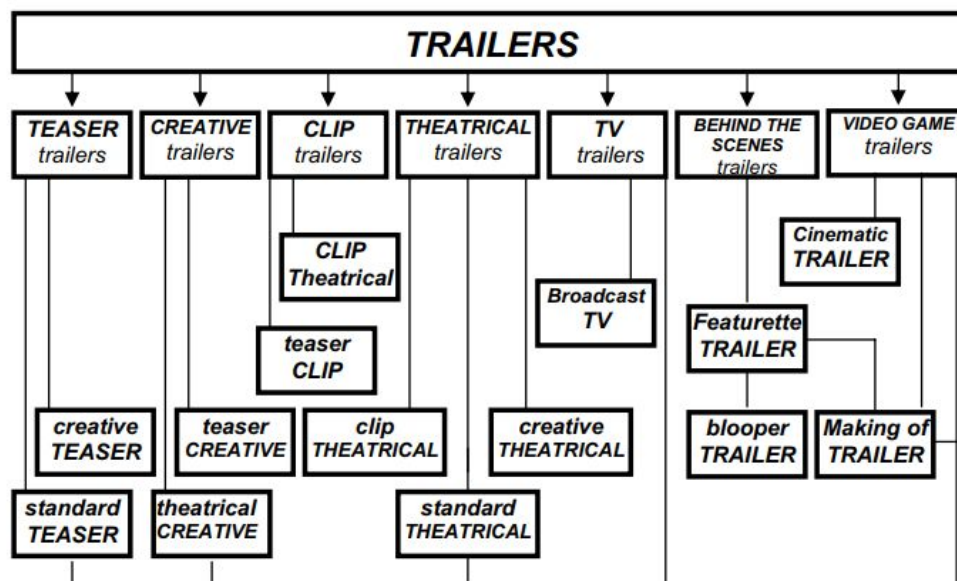 TRAILERS
TEASER
trailers
CREATIVE
trailers
CLIP
trailers
THEATRICAL
trailers
TV
trailers
BEHIND THE
SCENES
trailers
VIDEO GAME
trailers
CLIP
Theatrical
Cinematic
TRAILER
Broadcast
TV
Featurette
TRAILER
teaser
CLIP
creative
TEASER
teaser
CREATIVE
clip
THEATRICAL
creative
THEATRICAL
blooper
TRAILER
Making of
TRAILER
standard
TEASER
theatrical
CREATIVE
standard
THEATRICAL